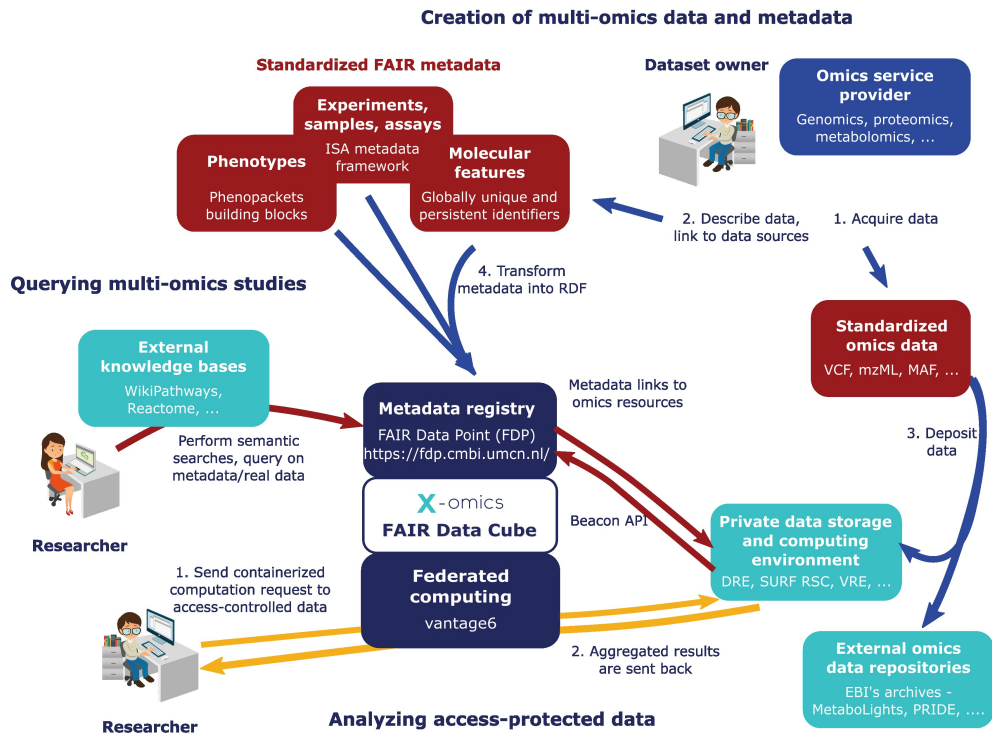 Creation of multi-omics data and metadata
Standardized FAIR metadata
Experiments,
samples, assays
ISA metadata
framework
Phenotypes
Phenopackets
building blocks
Molecular
features
Globally unique and
persistent identifiers
Dataset owner
Omics service
provider
Genomics, proteomics,
metabolomics, ...
2. Describe data,
link to data sources
1. Acquire data
4. Transform
metadata into RDF
Querying multi-omics studies
External
knowledge bases
WikiPathways,
Reactome, ...
Perform semantic
searches, query on
metadata/real data
Researcher
Metadata registry
FAIR Data Point (FDP)
https://fdp.cmbi.umcn.nl/
X-omics
FAIR Data Cube
Federated
computing
vantage6
Metadata links to
omics resources
Beacon API
Standardized
omics data
VCF, mzML, MAF, ...
3. Deposit
data
Private data storage
and computing
environment
DRE, SURF RSC, VRE, ...
External omics
data repositories
EBI's archives -
MetaboLights, PRIDE, ....
1. Send containerized
computation request to
access-controlled data
2. Aggregated results
are sent back
Researcher
Analyzing access-protected data